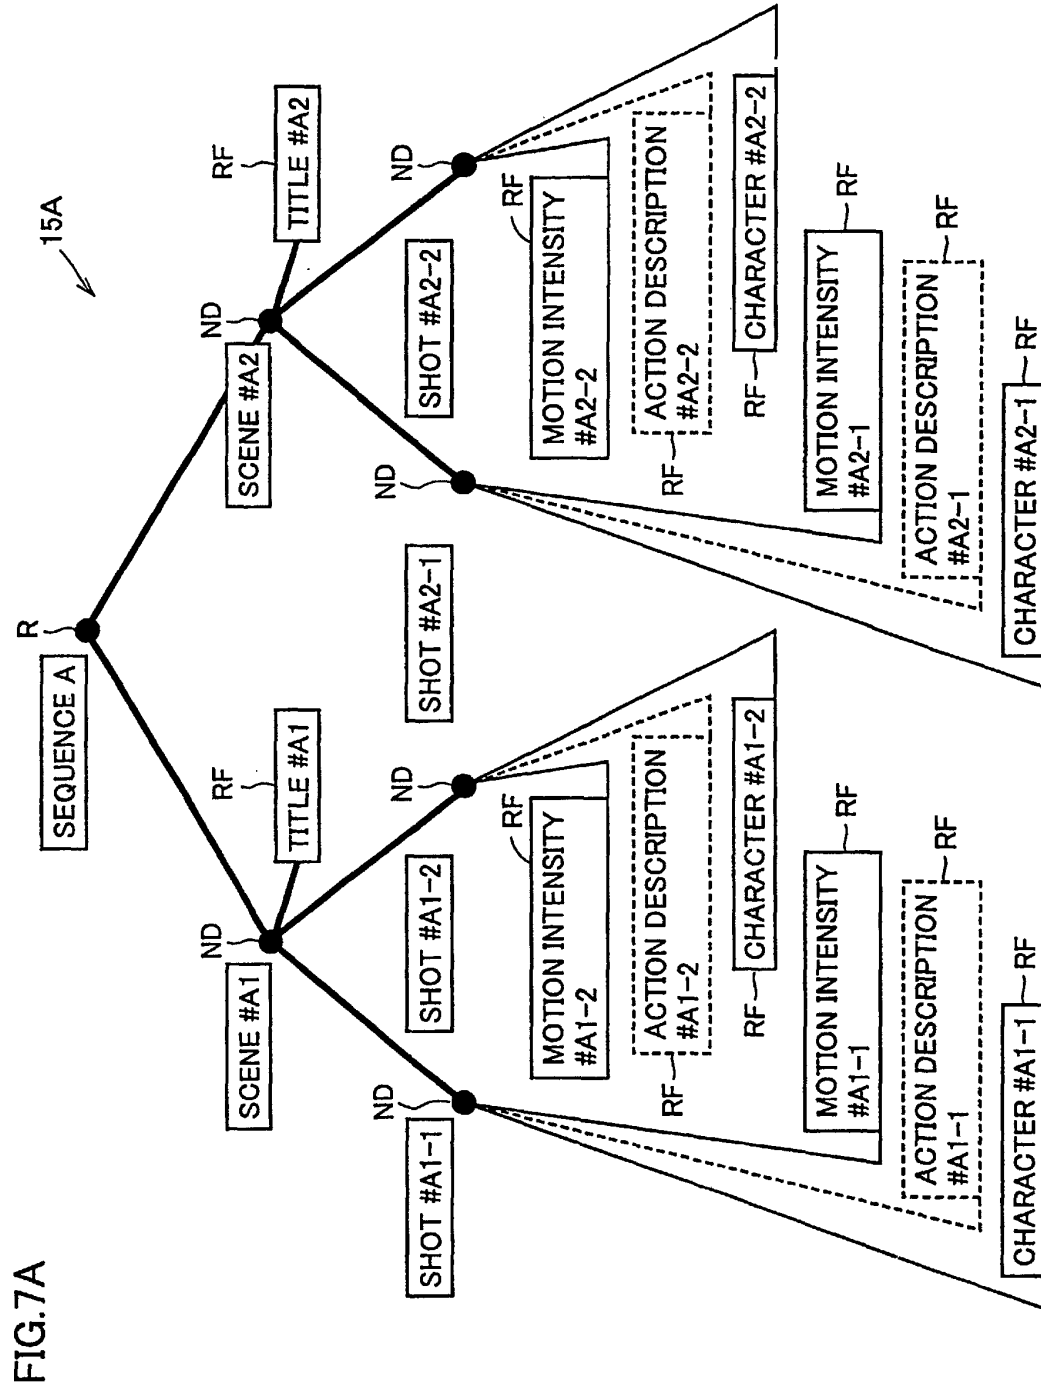 FIG.7A
15A
R
SEQUENCE A
ND
SCENE #A1
RF
TITLE #A1
ND
SCENE #A2
RF
TITLE #A2
ND
SHOT #A1-1
ND
SHOT #A1-2
ND
SHOT #A2-1
ND
SHOT #A2-2
RF
MOTION INTENSITY
#A1-2
RF
ACTION DESCRIPTION
#A1-2
RF
CHARACTER #A1-2
RF
MOTION INTENSITY
#A2-2
RF
ACTION DESCRIPTION
#A2-2
RF
CHARACTER #A2-2
MOTION INTENSITY
#A1-1
RF
ACTION DESCRIPTION
#A1-1
RF
CHARACTER #A1-1
RF
MOTION INTENSITY
#A2-1
RF
ACTION DESCRIPTION
#A2-1
RF
CHARACTER #A2-1
RF